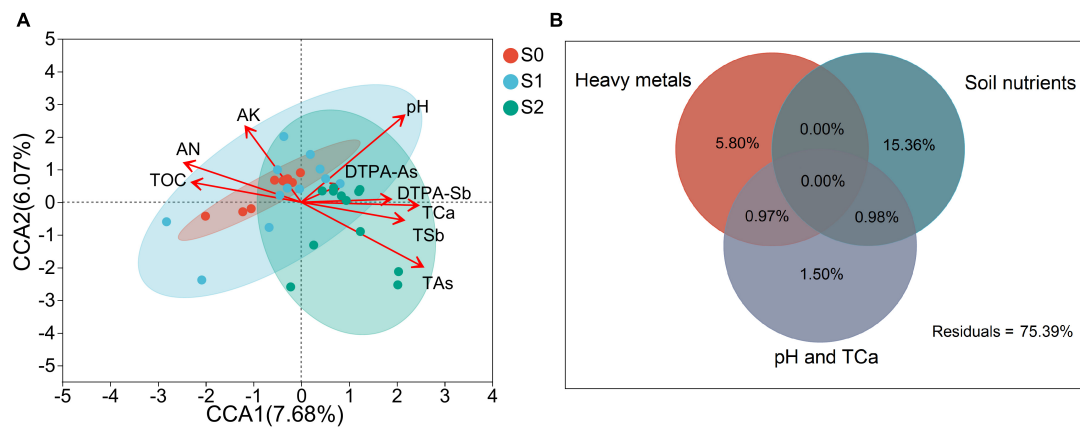 A
5
4
3
2
1
0
-1
-2
-3
-4
-5
-5
-4
-3
-2
-1
0
1
2
3
4
CCA2(6.07%)
CCA1(7.68%)
AK
pH
AN
TOC
DTPA-As
DTPA-Sb
TCa
TSb
TAs
S0
S1
S2
B
Heavy metals
Soil nutrients
5.80%
0.00%
15.36%
0.00%
0.97%
0.98%
1.50%
pH and TCa
Residuals = 75.39%